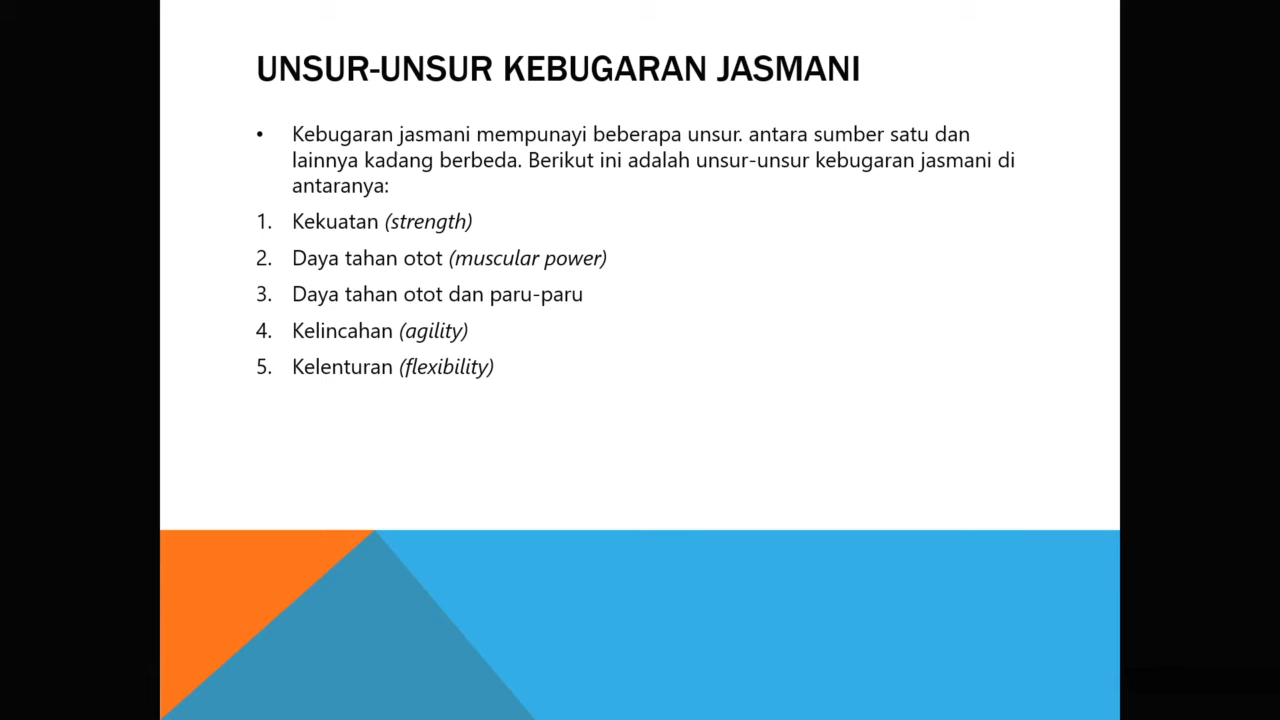 UNSUR-UNSUR KEBUGARAN JASMANI
• Kebugaran jasmani mempunayi beberapa unsur. antara sumber satu dan
lainnya kadang berbeda. Berikut ini adalah unsur-unsur kebugaran jasmani di
antaranya:
1. Kekuatan (strength)
2. Daya tahan otot (muscular power)
3. Daya tahan otot dan paru-paru
4. Kelincahan (agility)
5. Kelenturan (flexibility)